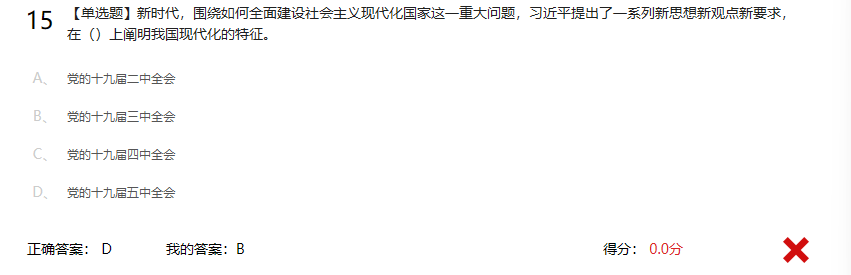 15 【单选题】新时代，围绕如何全面建设社会主义现代化国家这一重大问题，习近平提出了一系列新思想新观点新要求，
在（）上阐明我国现代化的特征。
A、 党的十九届二中全会
B、 党的十九届三中全会
C、 党的十九届四中全会
D、 党的十九届五中全会
正确答案： D 我的答案：B 得分： 0.0分